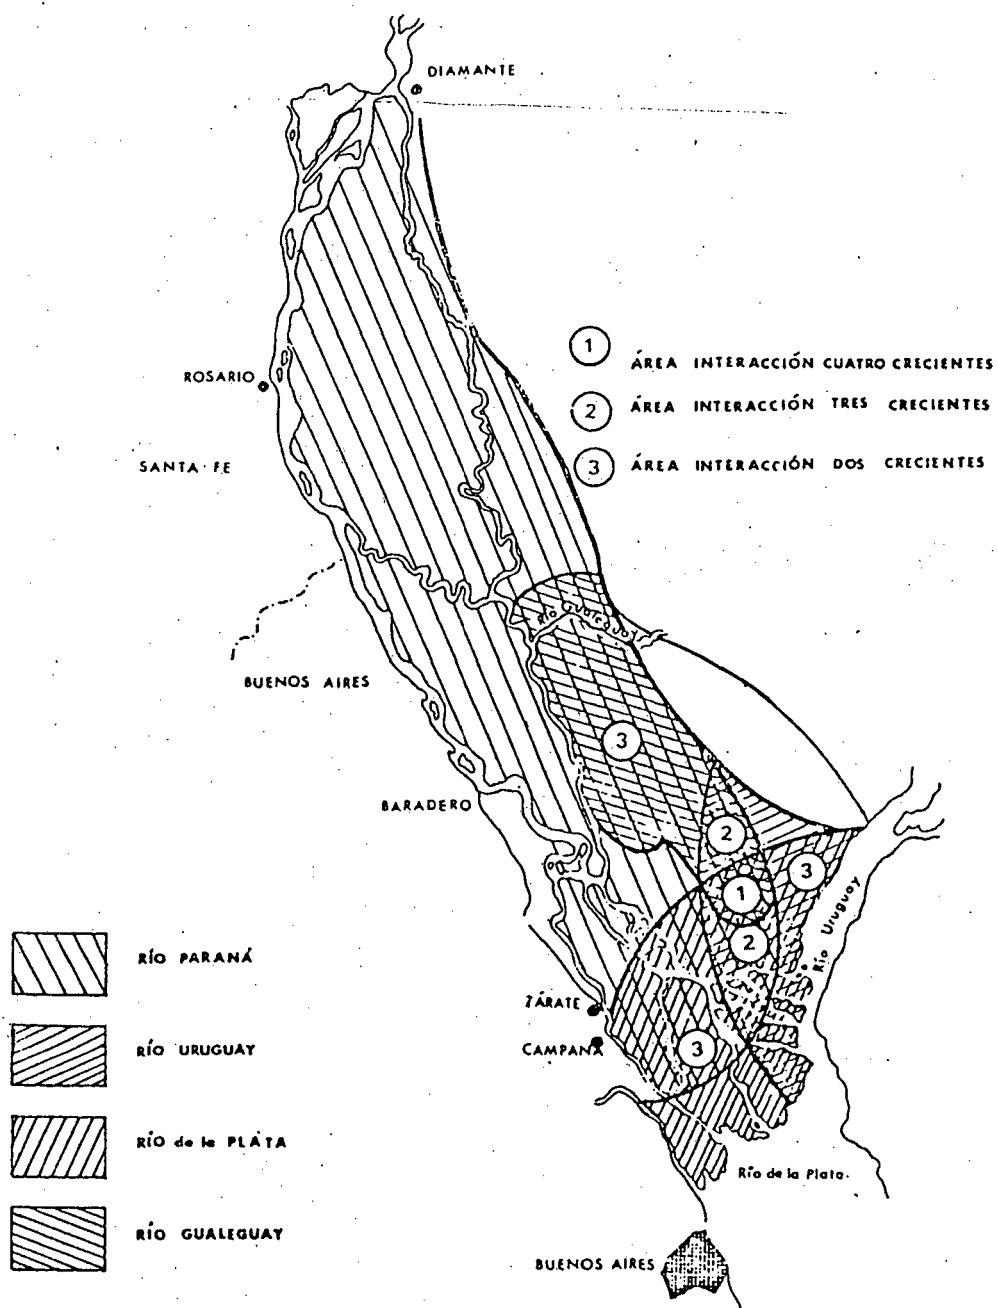 DIAMANTE
1 ÁREA INTERACCIÓN CUATRO CRECIENTES
ROSARIO
2 ÁREA INTERACCIÓN TRES CRECIENTES
SANTA FE
3 ÁREA INTERACCIÓN DOS CRECIENTES
RÍO GUALEGUAY
BUENOS AIRES
3
BARADERO
2
3
1
Río Uruguay
2
RÍO PARANÁ
ZÁRATE
CAMPANA
3
RÍO URUGUAY
RÍO de la PLATA
Río de la Plata
RÍO GUALEGUAY
BUENOS AIRES